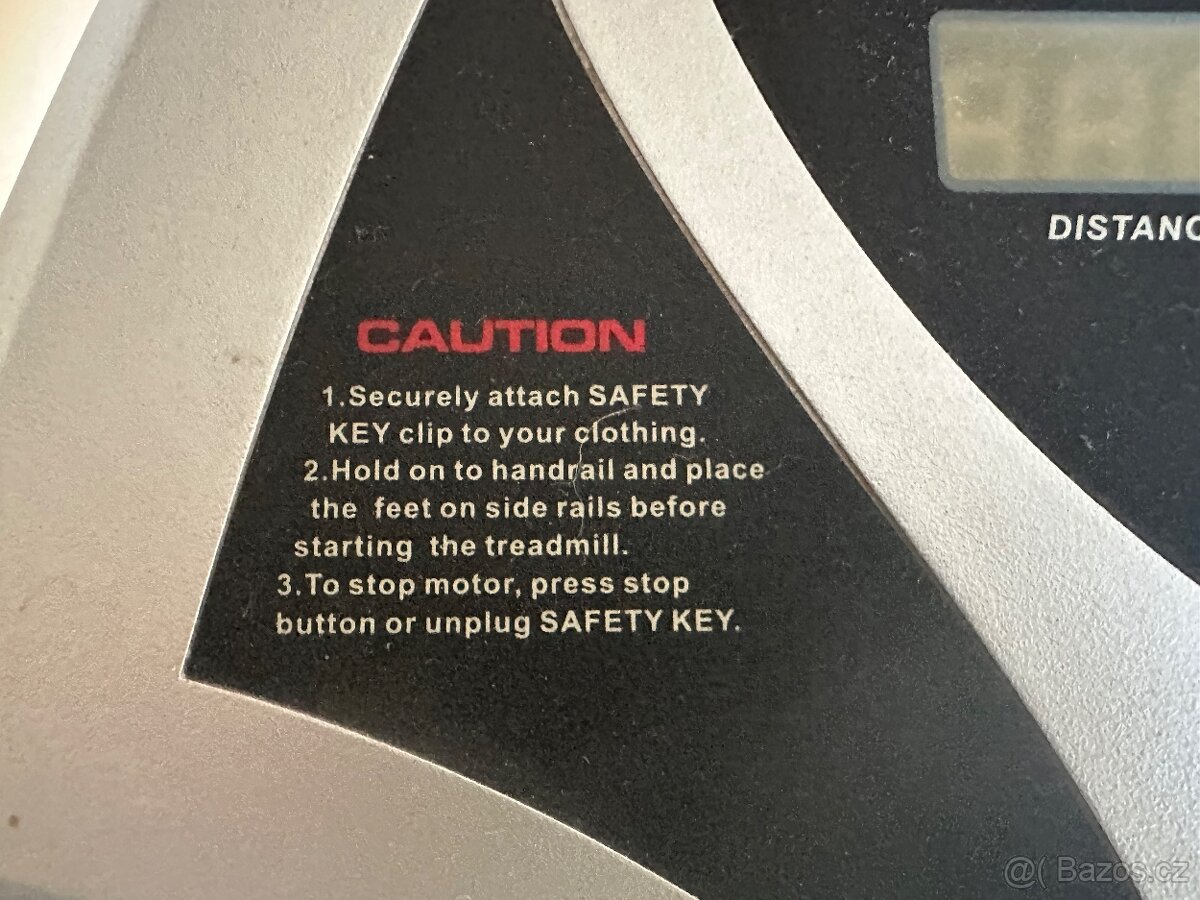 DISTANC
CAUTION
1.Securely attach SAFETY
KEY clip to your clothing.
2.Hold on to handrail and place
the feet on side rails before
starting the treadmill.
3.To stop motor, press stop
button or unplug SAFETY KEY.
@( Bazos.cz